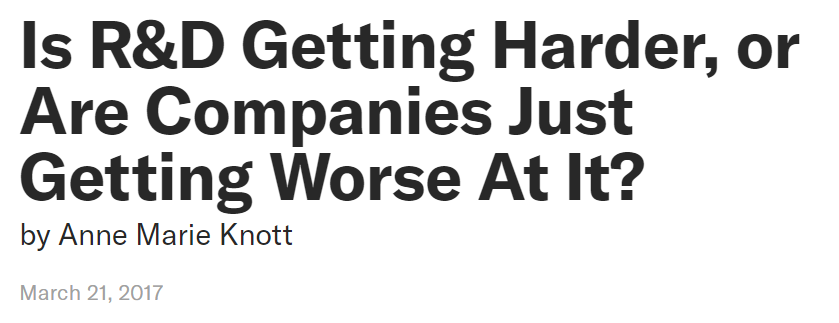 Is R&D Getting Harder, or
Are Companies Just
Getting Worse At It?
by Anne Marie Knott
March 21, 2017